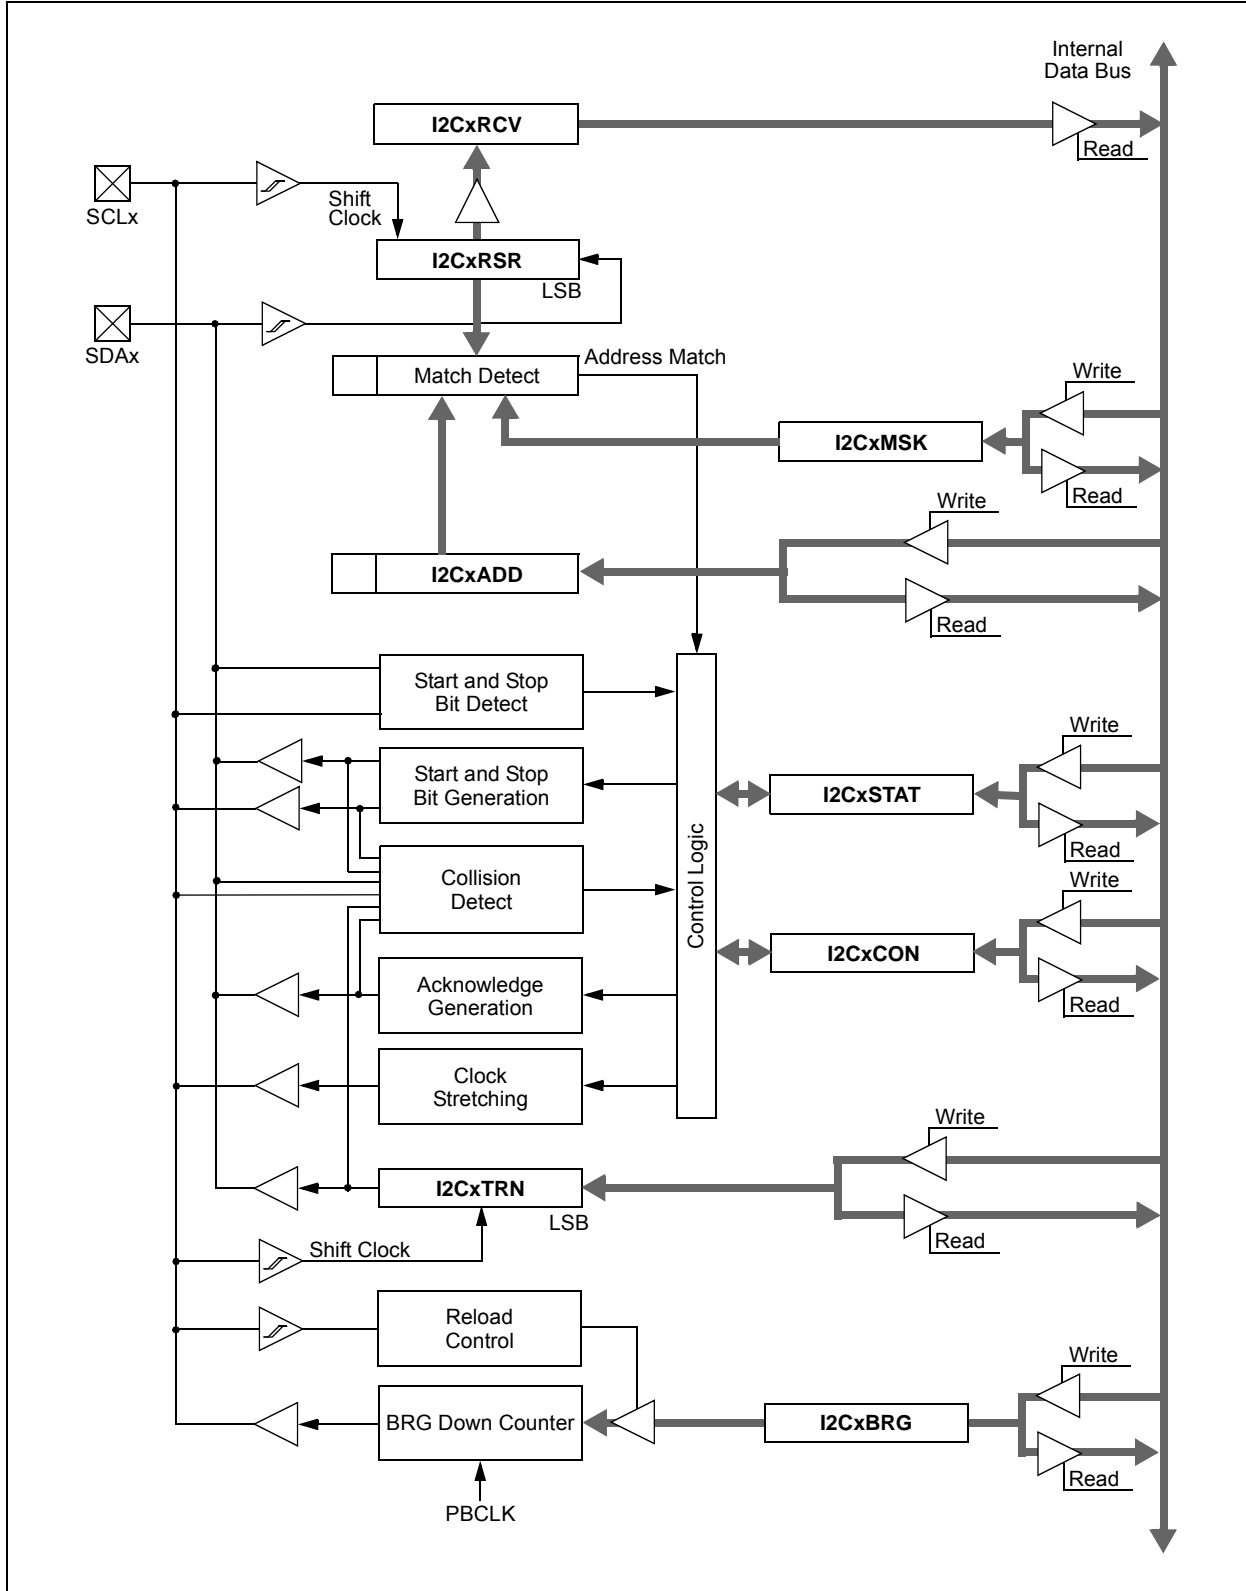 Internal
Data Bus
I2CxRCV
Read
SCLx
Shift
Clock
I2CxRSR
LSB
SDAx
Address Match
Match Detect
Write
I2CxMSK
Read
Write
I2CxADD
Read
Start and Stop
Bit Detect
Write
Start and Stop
Bit Generation
I2CxSTAT
Read
Control Logic
Collision
Detect
Write
I2CxCON
Read
Acknowledge
Generation
Clock
Stretching
Write
I2CxTRN
LSB
Read
Shift Clock
Reload
Control
Write
BRG Down Counter
I2CxBRG
Read
PBCLK